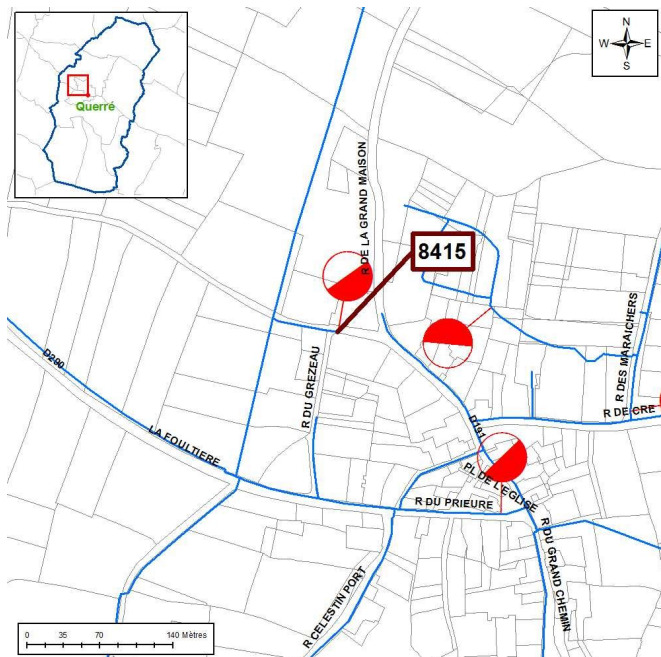 N
W E
S
Querré
R DE LA GRAND MAISON
8415
R DES MARAICHERS
R DU GREZEAU
D290
R DE CRE
D191
LA FOULTIERE
PL DE L'EGLISE
R DU PRIEURE
R DU GRAND CHEMIN
R CELESTIN PORT
0 35 70 140 Mètres